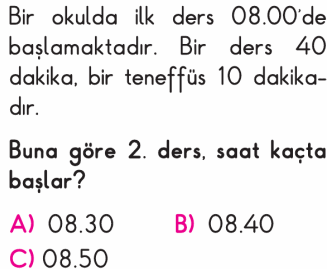 Bir okulda ilk ders 08.00'de
başlamaktadır. Bir ders 40
dakika, bir teneffüs 10 dakika-
dır.
Buna göre 2. ders, saat kaçta
başlar?
A) 08.30 B) 08.40
C) 08.50